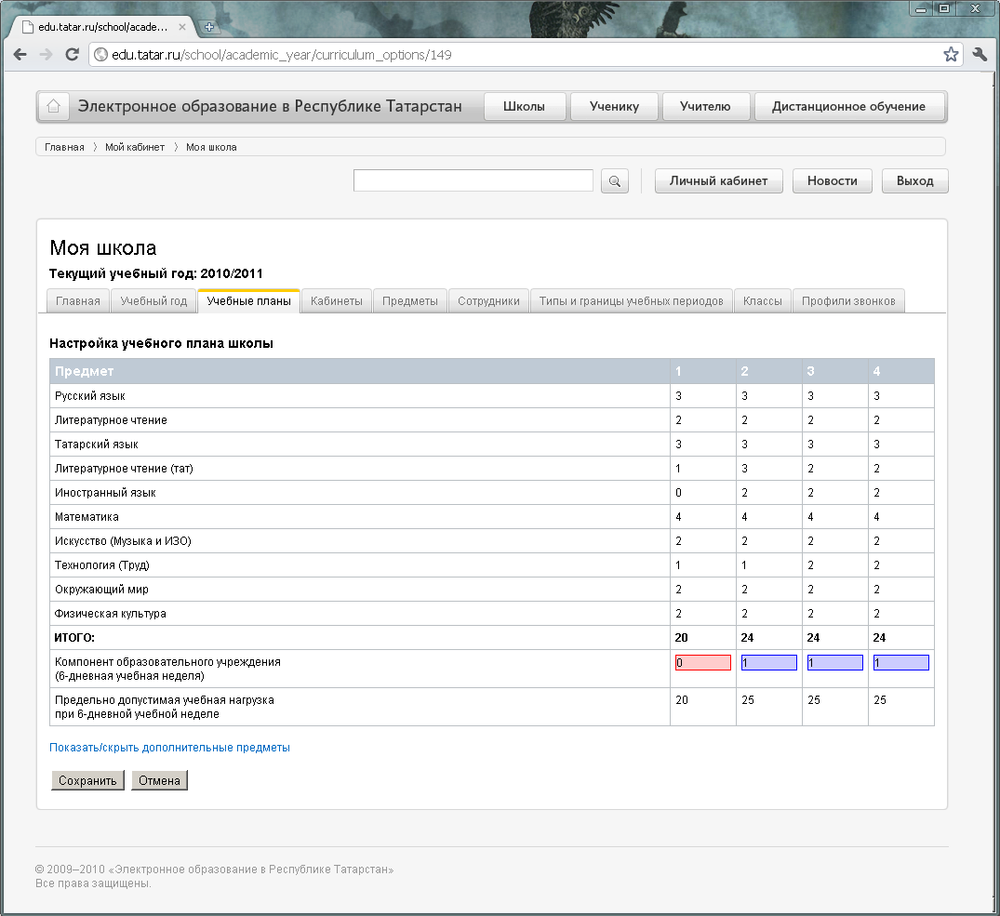 edu.tatar.ru/school/acade...
edu.tatar.ru/school/academic_year/curriculum_options/149
Электронное образование в Республике Татарстан Школы Ученику Учителю Дистанционное обучение
Главная Мой кабинет Моя школа
Личный кабинет Новости Выход
Моя школа
Текущий учебный год: 2010/2011
Главная Учебный год Учебные планы Кабинеты Предметы Сотрудники Типы и границы учебных периодов Классы Профили звонков
Настройка учебного плана школы
Предмет 1 2 3 4
Русский язык 3 3 3 3
Литературное чтение 2 2 2 2
Татарский язык 3 3 3 3
Литературное чтение (тат) 1 3 2 2
Иностранный язык 0 2 2 2
Математика 4 4 4 4
Искусство (Музыка и ИЗО) 2 2 2 2
Технология (Труд) 1 1 2 2
Окружающий мир 2 2 2 2
Физическая культура 2 2 2 2
ИТОГО: 20 24 24 24
Компонент образовательного учреждения 0 1 1 1
(6-дневная учебная неделя)
Предельно допустимая учебная нагрузка 20 25 25 25
при 6-дневной учебной неделе
Показать/скрыть дополнительные предметы
Сохранить Отмена
© 2009–2010 «Электронное образование в Республике Татарстан»
Все права защищены.